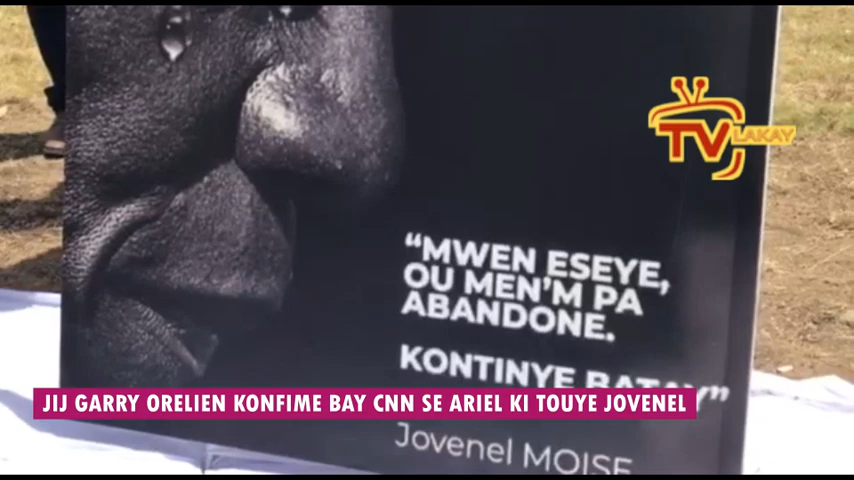 TV LAKAY
“MWEN ESEYE,
OU MEN’M PA
ABANDONE.
KONTINYE BATAY”
JIJ GARRY ORELIEN KONFIME BAY CNN SE ARIEL KI TOUYE JOVENEL
Jovenel MOISE